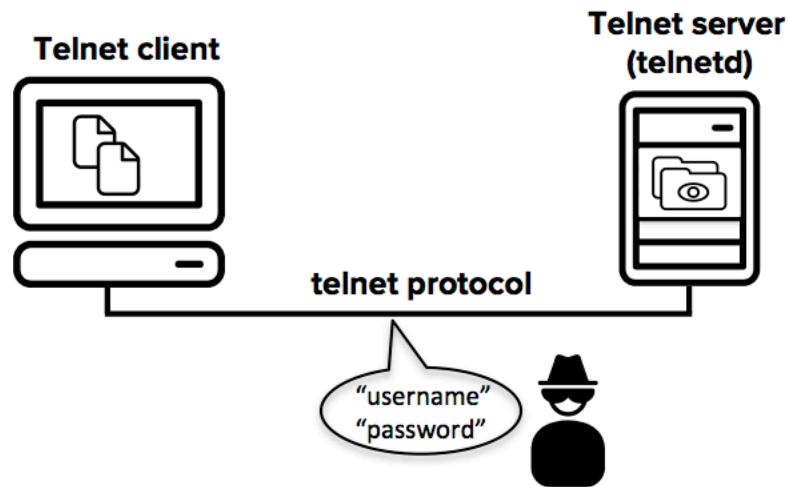 Telnet client
Telnet server
(telnetd)
telnet protocol
“username”
“password”